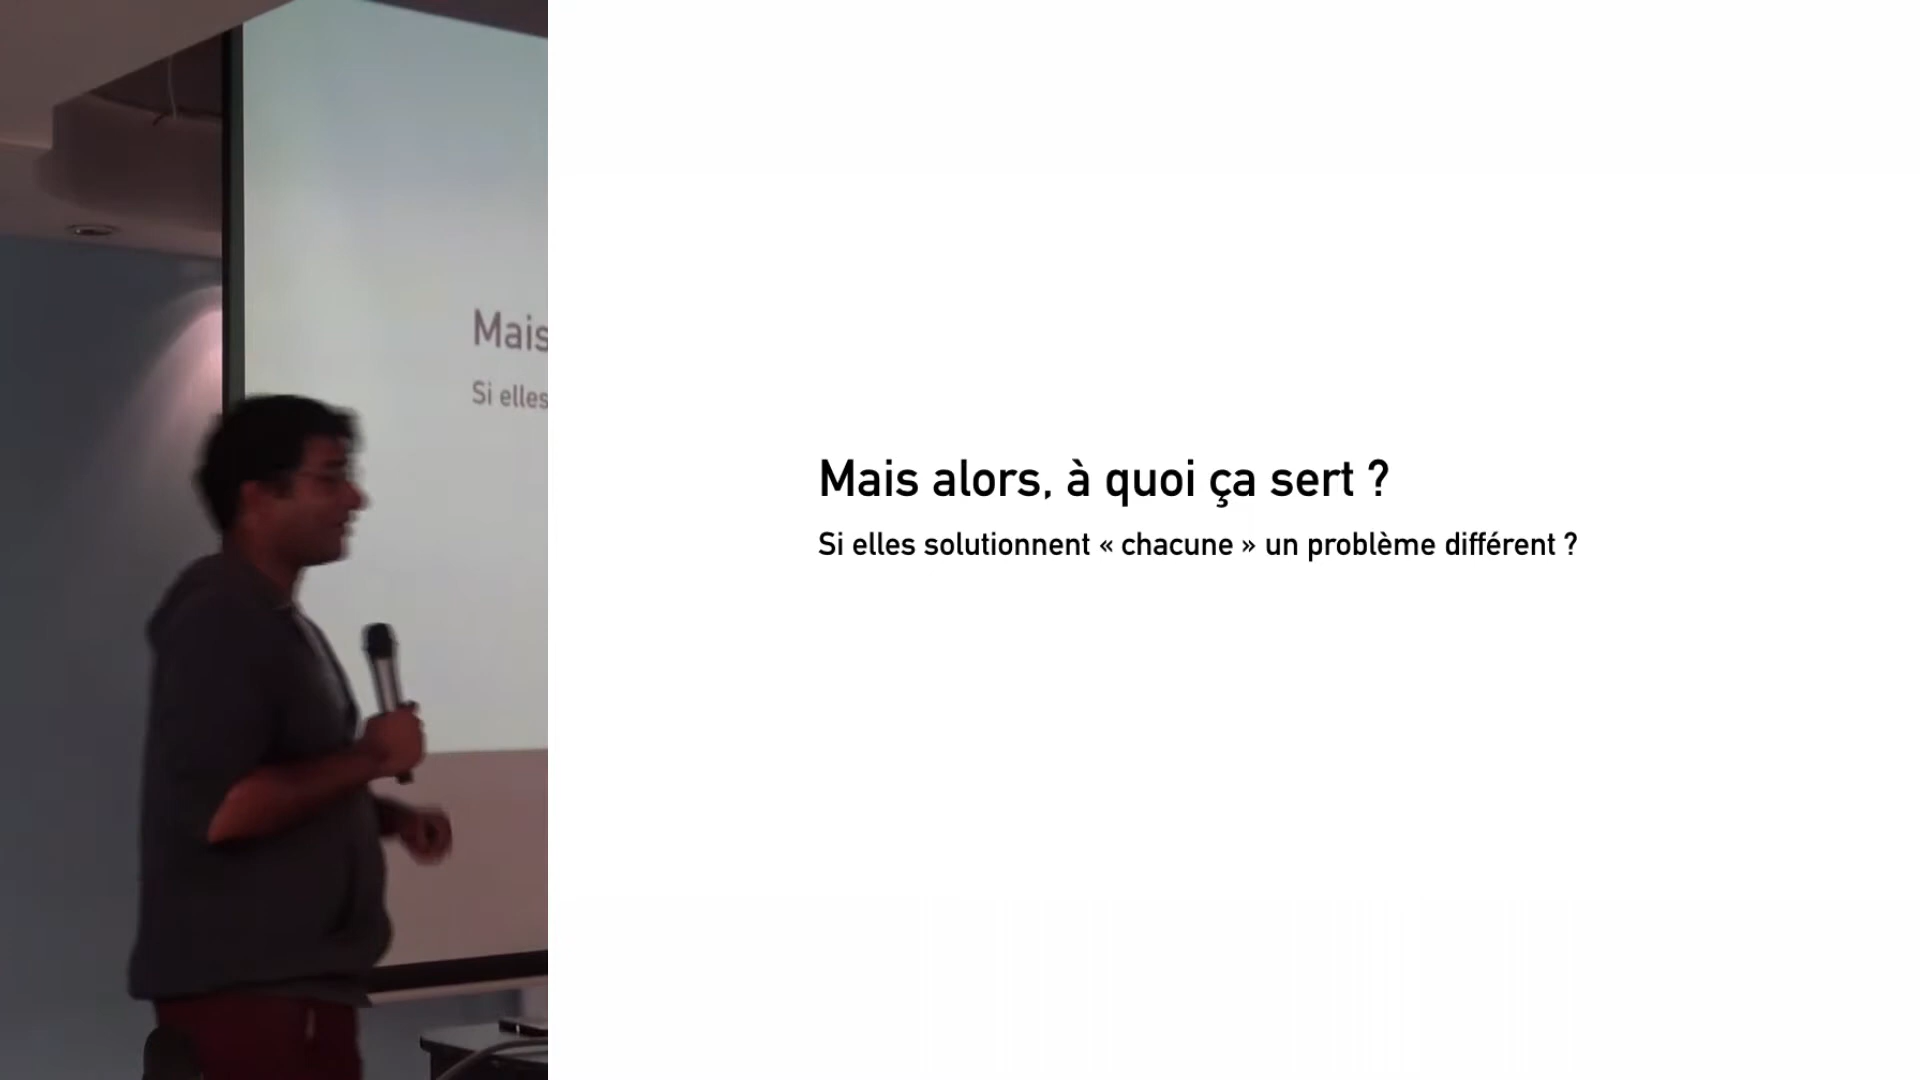 Mais
Si elles
Mais alors, à quoi ça sert ?
Si elles solutionnent « chacune » un problème différent ?